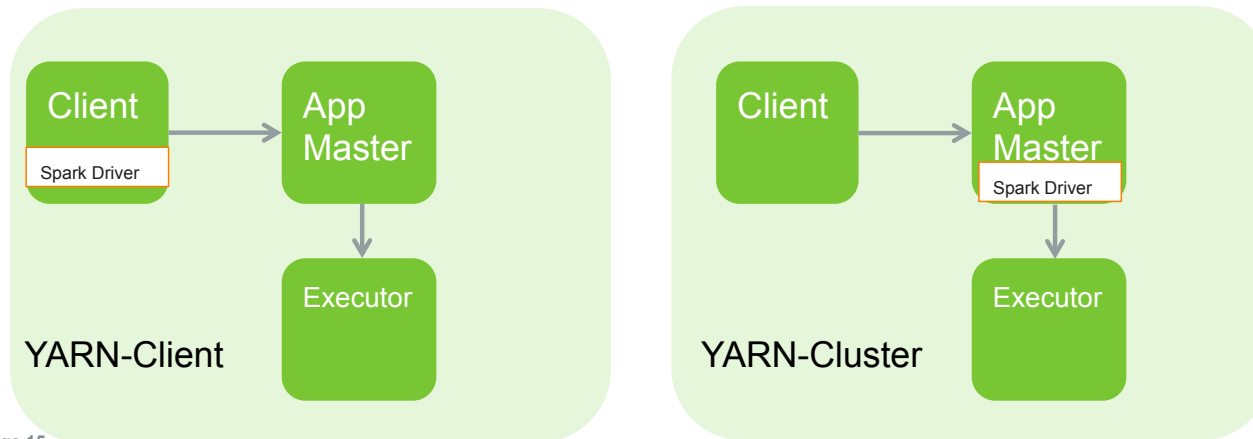 Client
App
Master
Spark Driver
Executor
YARN-Client
Client
App
Master
Spark Driver
Executor
YARN-Cluster